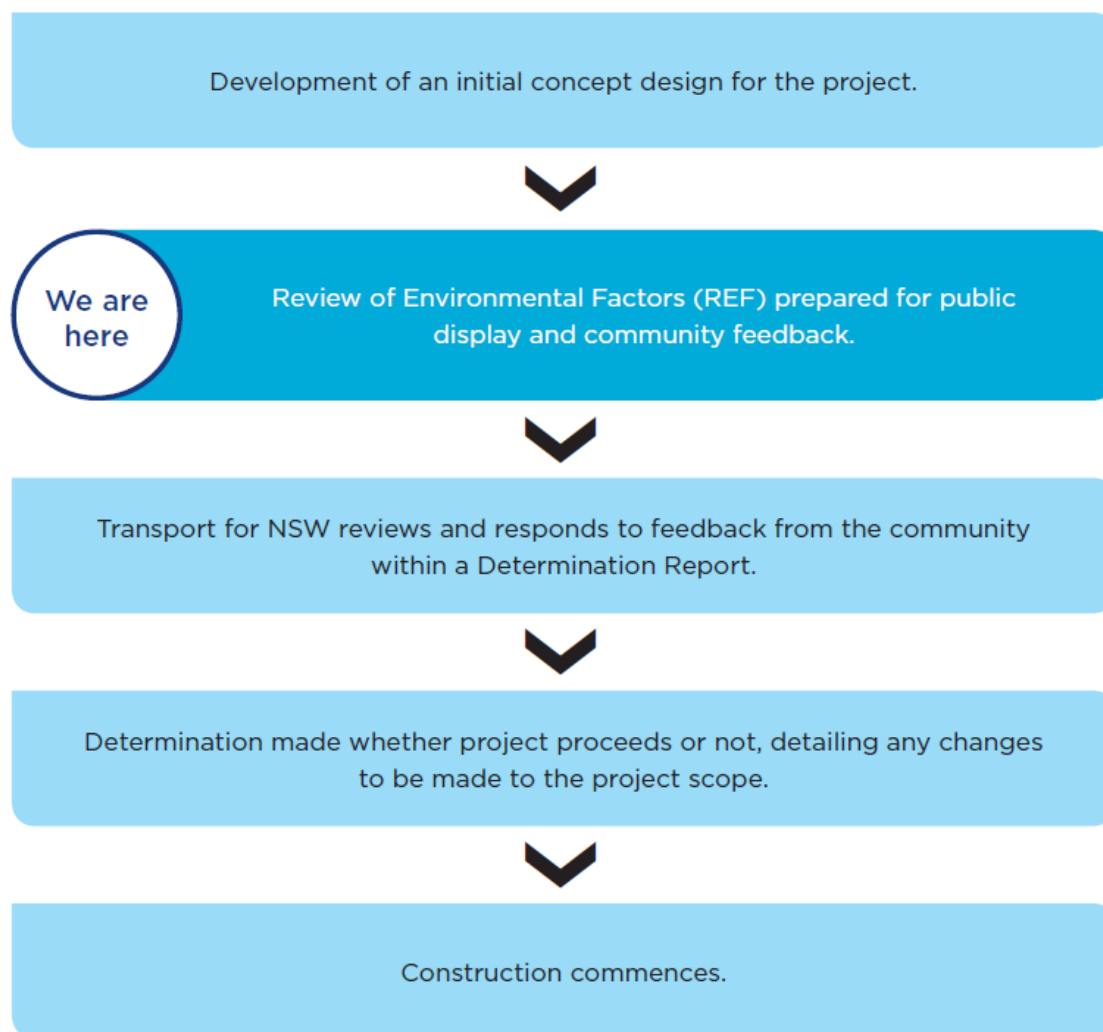 Development of an initial concept design for the project.
We are
here
Review of Environmental Factors (REF) prepared for public
display and community feedback.
Transport for NSW reviews and responds to feedback from the community
within a Determination Report.
Determination made whether project proceeds or not, detailing any changes
to be made to the project scope.
Construction commences.